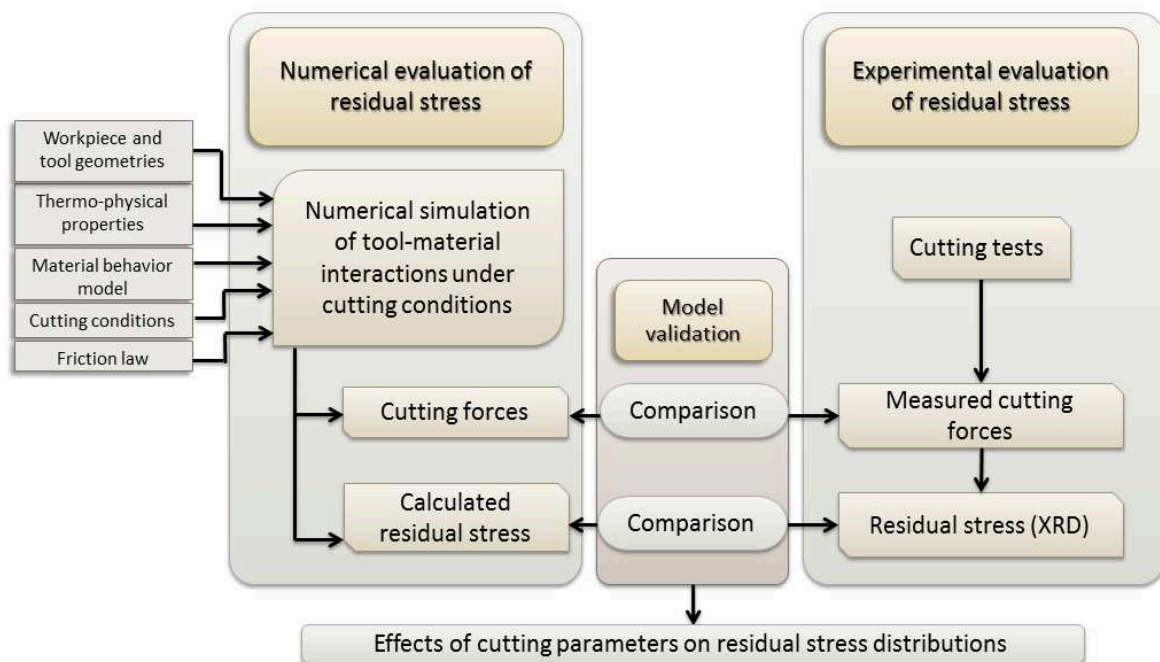 Numerical evaluation of
residual stress
Experimental evaluation
of residual stress
Workpiece and
tool geometries
Thermo-physical
properties
Material behavior
model
Cutting conditions
Friction law
Numerical simulation
of tool-material
interactions under
cutting conditions
Model
validation
Cutting tests
Cutting forces
Comparison
Measured cutting
forces
Calculated
residual stress
Comparison
Residual stress (XRD)
Effects of cutting parameters on residual stress distributions